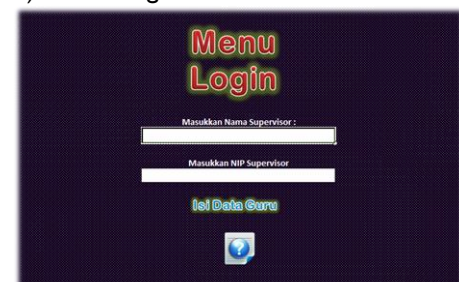 Menu
Login
Masukkan Nama Supervisor :
Masukkan NIP Supervisor
Isi Data Guru
?